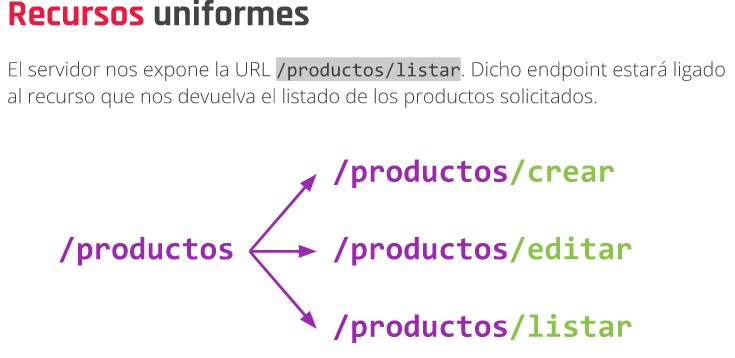 Recursos uniformes
El servidor nos expone la URL /productos/listar. Dicho endpoint estará ligado
al recurso que nos devuelva el listado de los productos solicitados.
/productos/crear
/productos
/productos/editar
/productos/listar